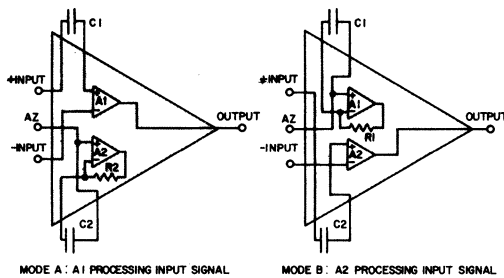 C1
+INPUT
A1
AZ
OUTPUT
A2
-INPUT
R2
C2
MODE A: A1 PROCESSING INPUT SIGNAL
C1
+INPUT
A1
AZ
R1
OUTPUT
-INPUT
A2
C2
MODE B: A2 PROCESSING INPUT SIGNAL